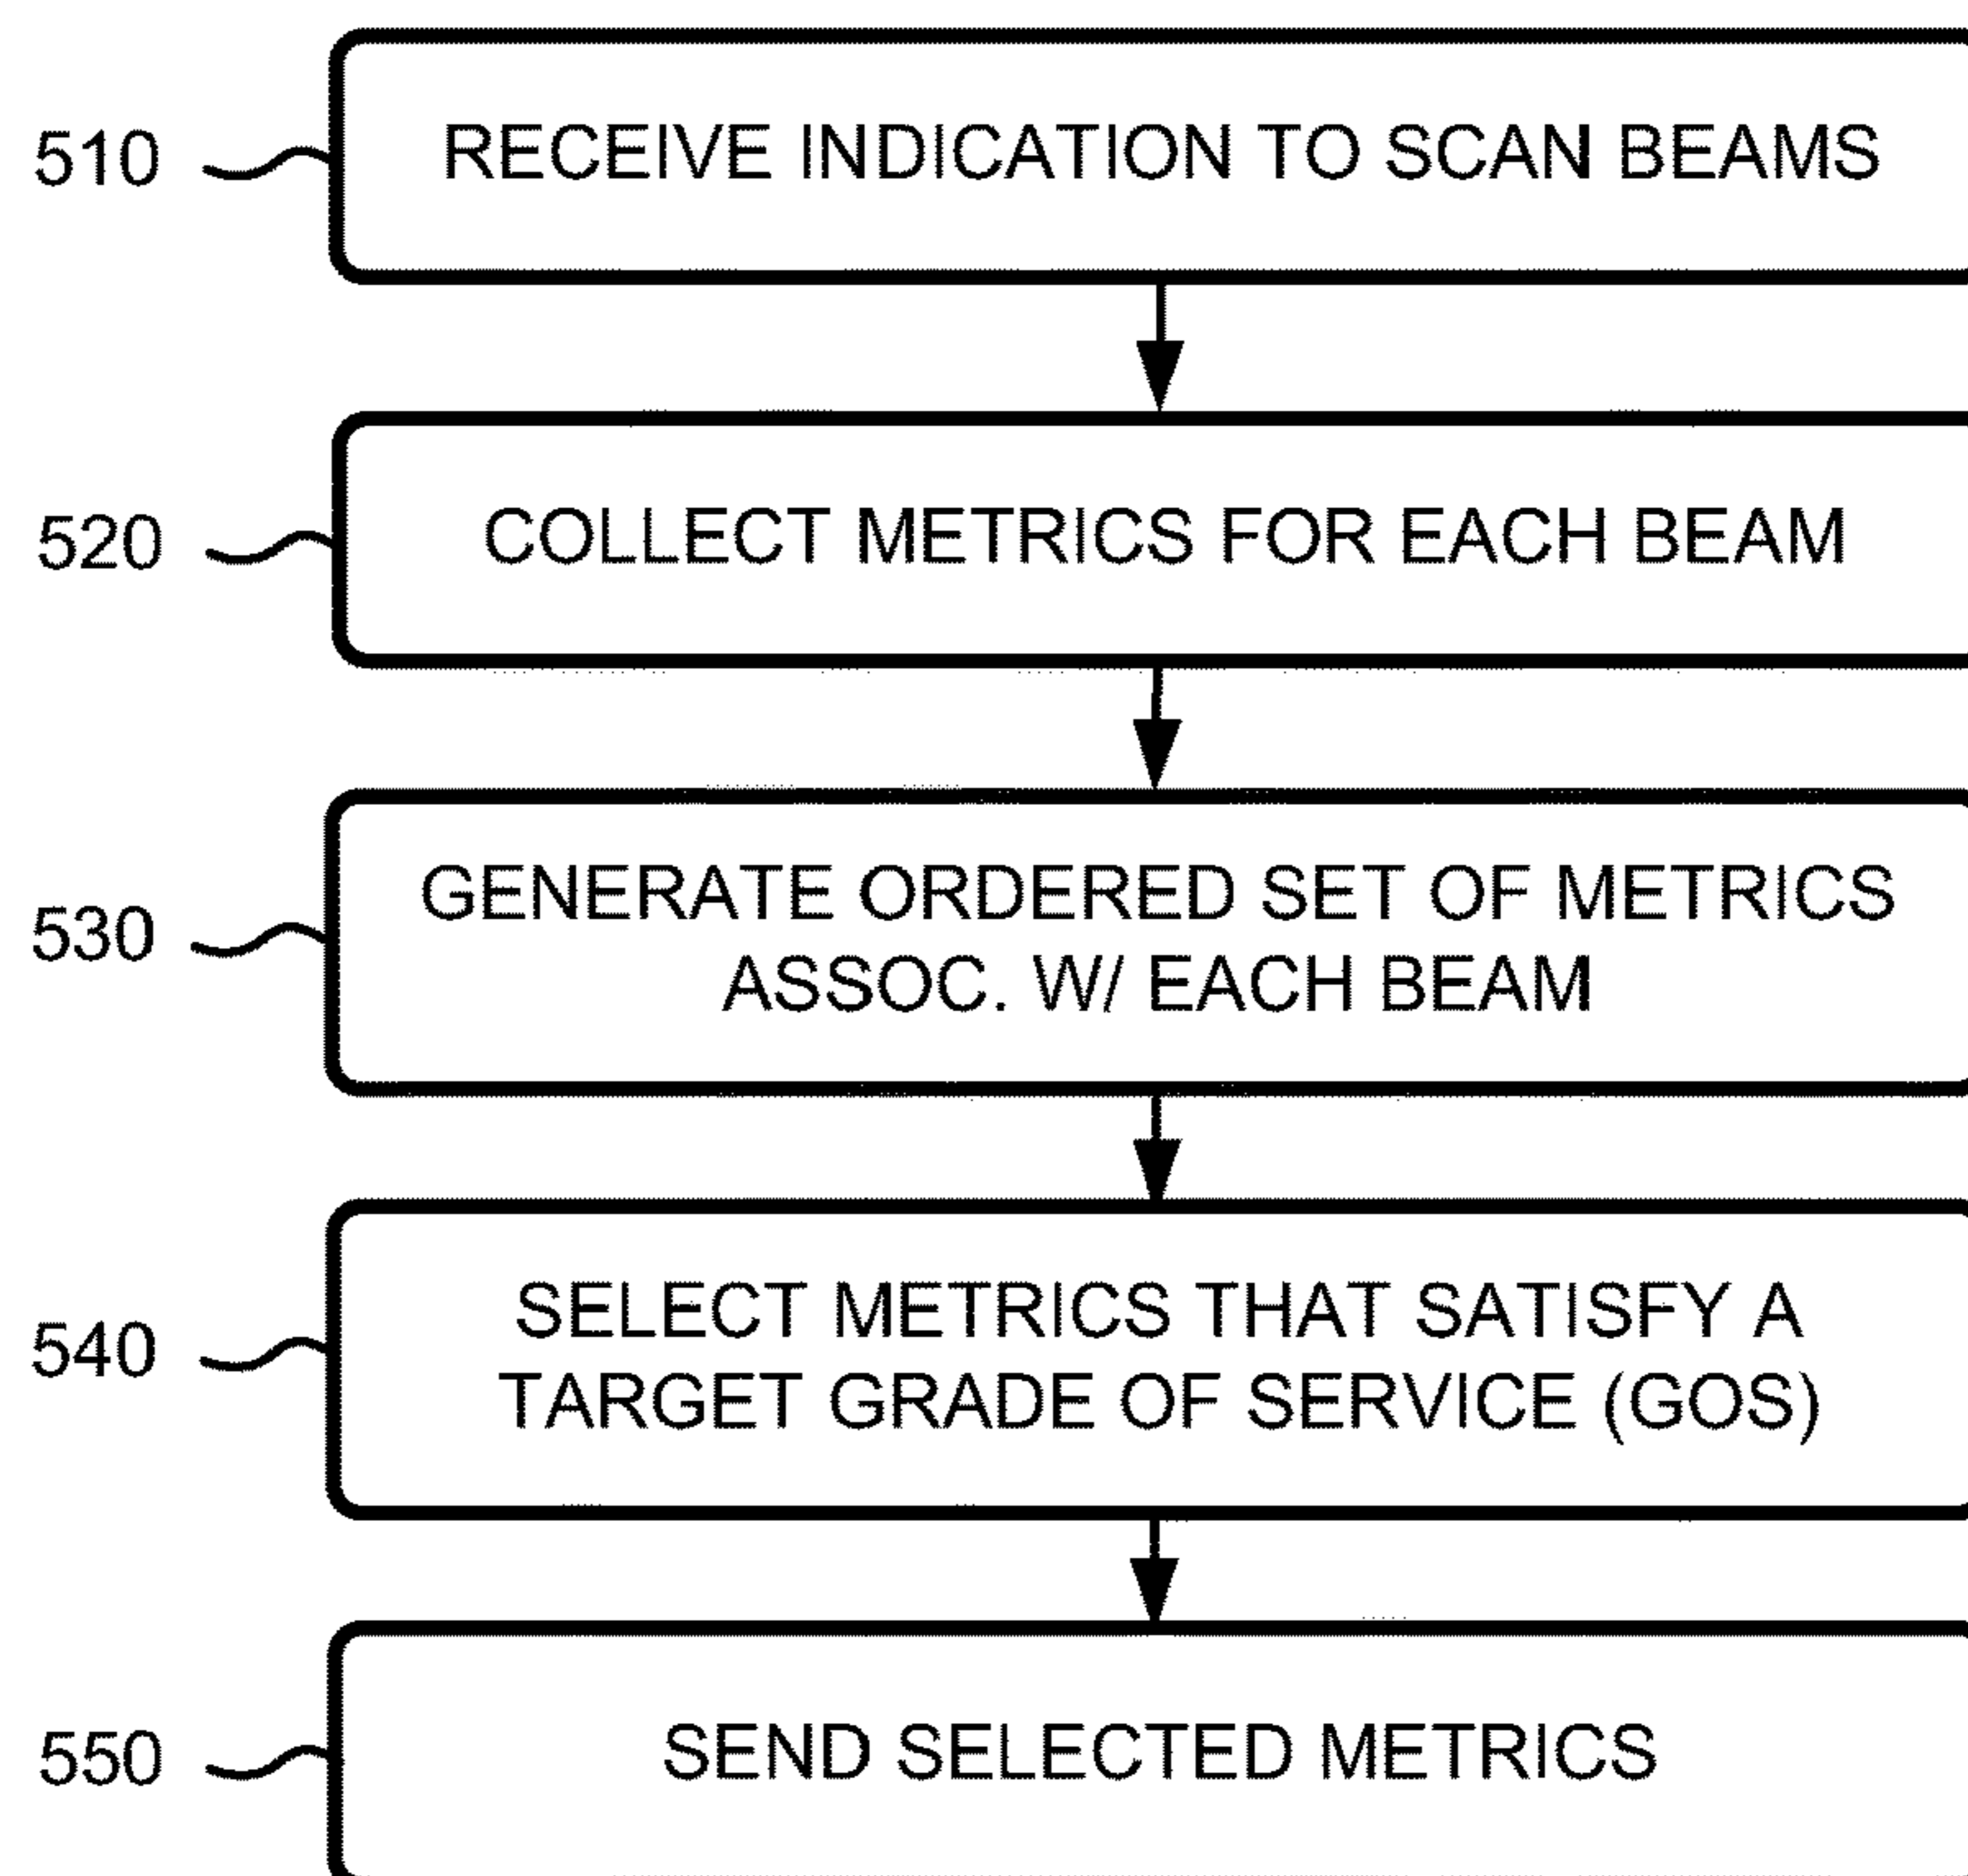 510
RECEIVE INDICATION TO SCAN BEAMS
520
COLLECT METRICS FOR EACH BEAM
530
GENERATE ORDERED SET OF METRICS
ASSOC. W/ EACH BEAM
540
SELECT METRICS THAT SATISFY A
TARGET GRADE OF SERVICE (GOS)
550
SEND SELECTED METRICS